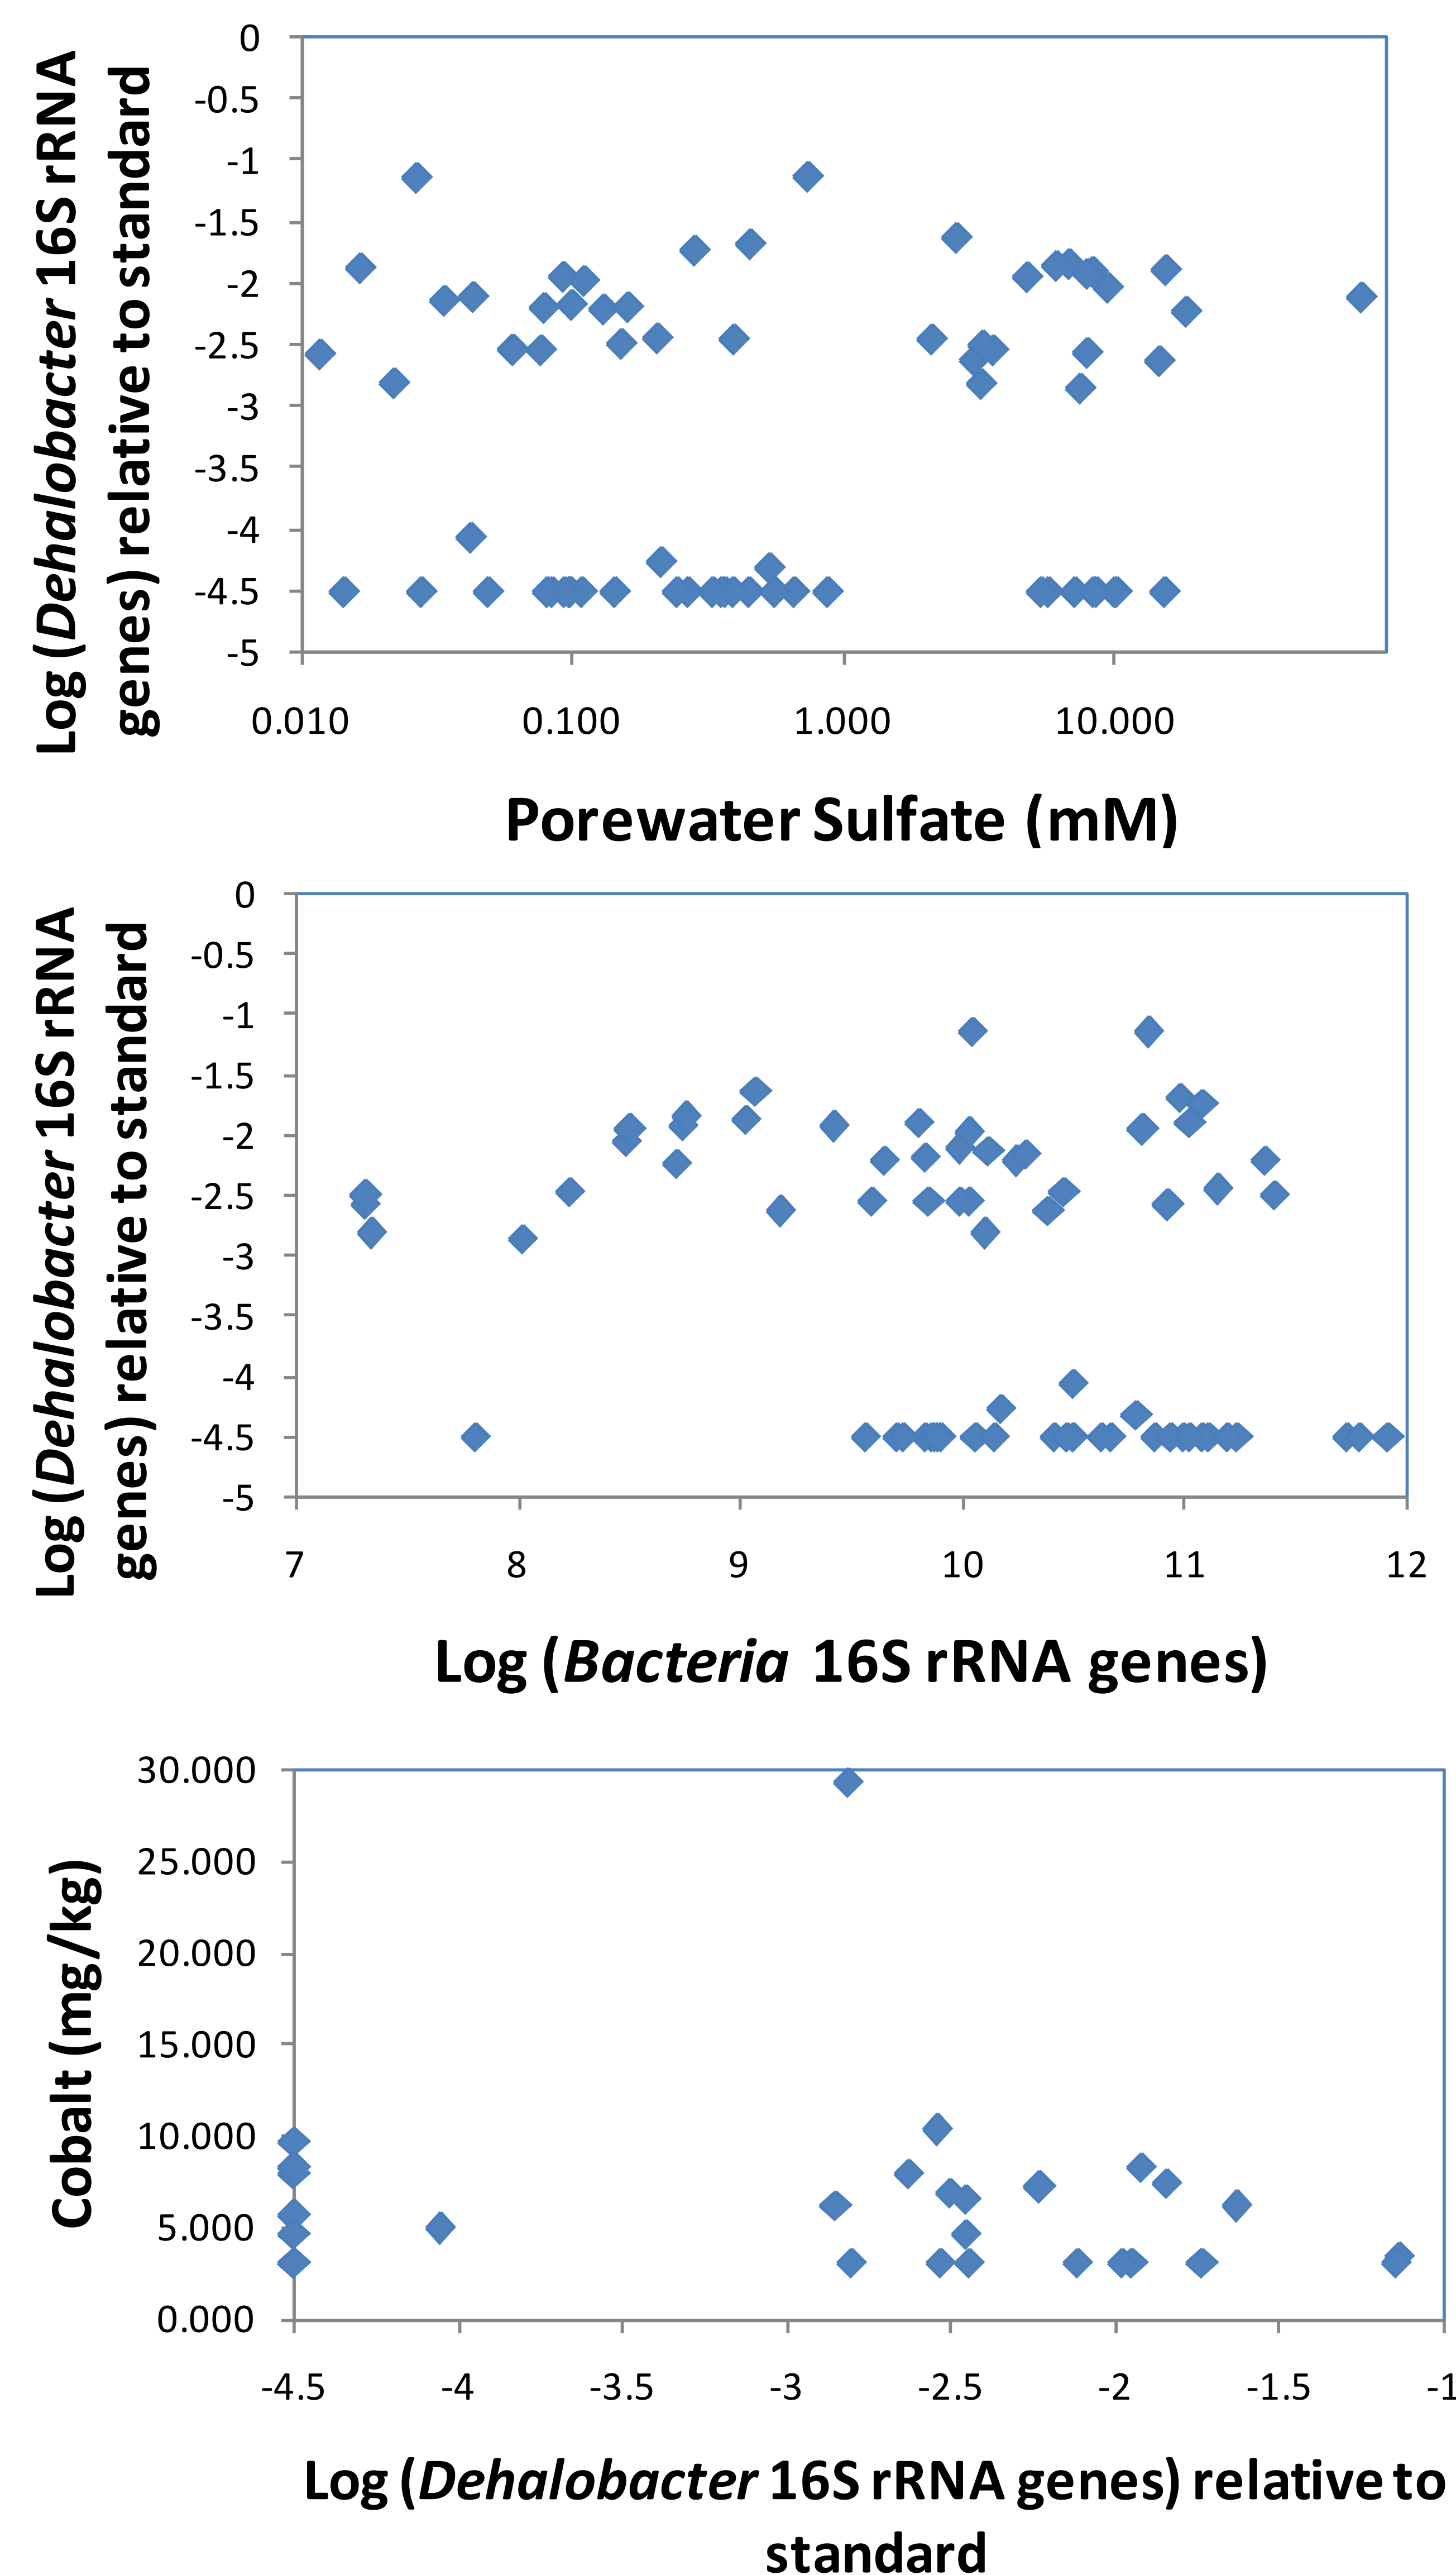 Log (Dehalobacter 16S rRNA
genes) relative to standard
0
-0.5
-1
-1.5
-2
-2.5
-3
-3.5
-4
-4.5
-5
0.010 0.100 1.000 10.000
Porewater Sulfate (mM)
Log (Dehalobacter 16S rRNA
genes) relative to standard
0
-0.5
-1
-1.5
-2
-2.5
-3
-3.5
-4
-4.5
-5
7 8 9 10 11 12
Log (Bacteria 16S rRNA genes)
Cobalt (mg/kg)
30.000
25.000
20.000
15.000
10.000
5.000
0.000
-4.5 -4 -3.5 -3 -2.5 -2 -1.5 -1
Log (Dehalobacter 16S rRNA genes) relative to
standard